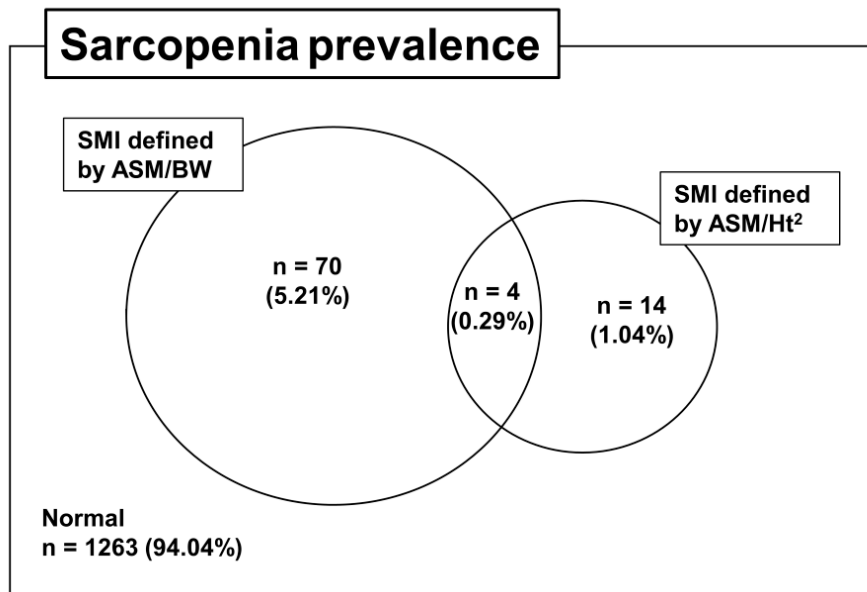 Sarcopenia prevalence
SMI defined
by ASM/BW
SMI defined
by ASM/Ht²
n = 70
(5.21%)
n = 4
(0.29%)
n = 14
(1.04%)
Normal
n = 1263 (94.04%)